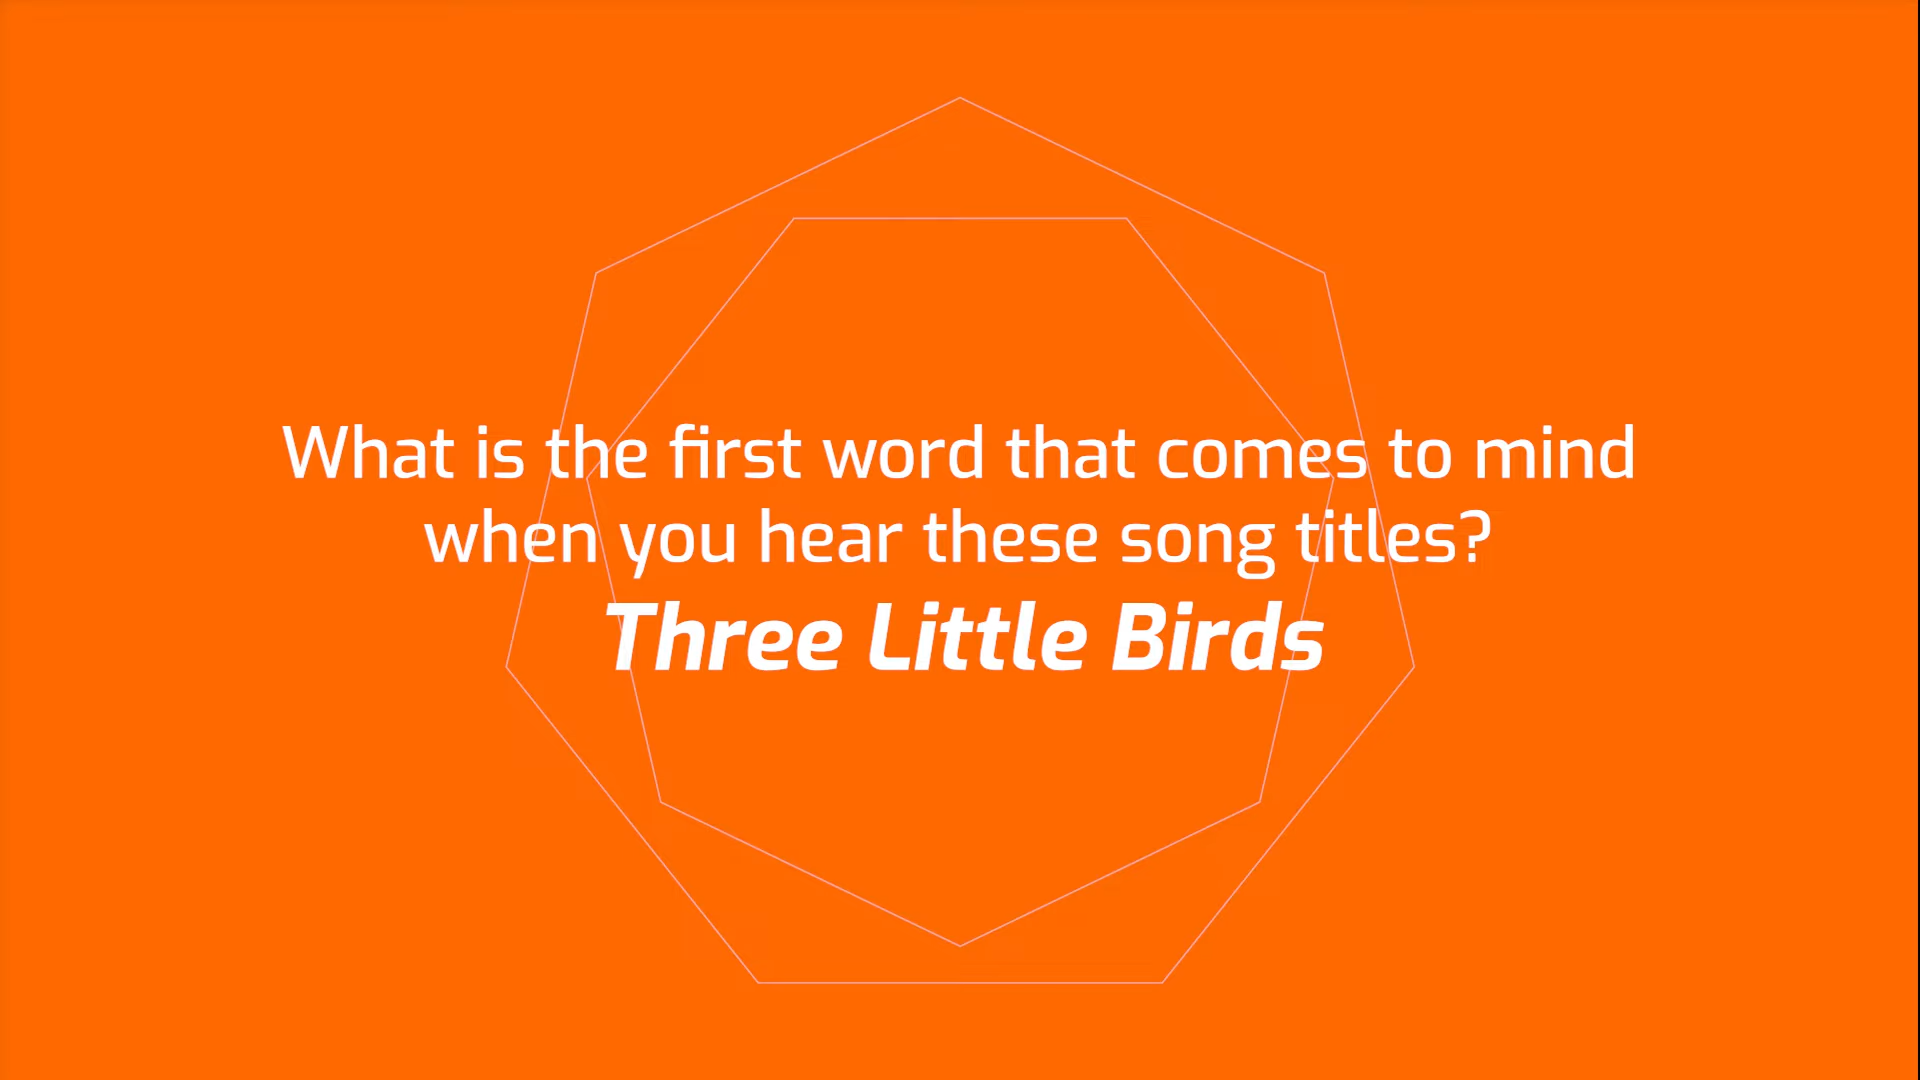 What is the first word that comes to mind
when you hear these song titles?
Three Little Birds